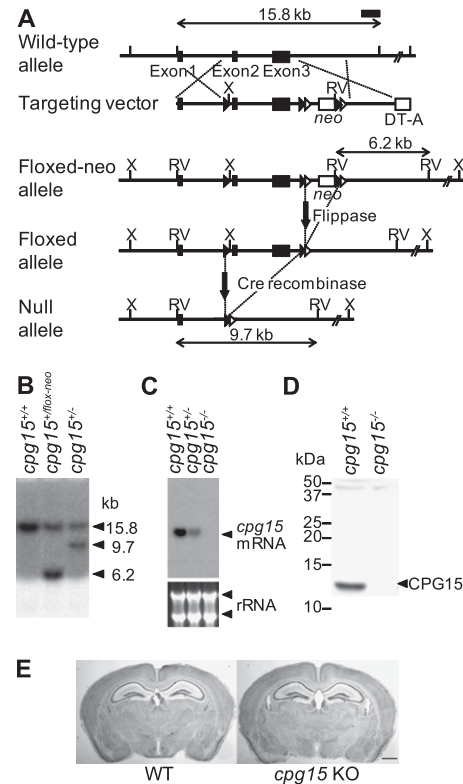 A
15.8 kb
Wild-type allele
Exon1 Exon2 Exon3
X RV
Targeting vector
neo DT-A
6.2 kb
X RV X RV RV X
Floxed-neo allele
neo
Flippase
X RV X RV X
Floxed allele
Cre recombinase
X RV RV X
Null allele
9.7 kb
B
cpg15+/+ cpg15+/flox-neo cpg15+/-
kb
15.8
9.7
6.2
C
cpg15+/+ cpg15+/- cpg15-/-
cpg15 mRNA
rRNA
D
cpg15+/+ cpg15-/-
kDa
50
37
25
20
15
10
CPG15
E
WT cpg15 KO